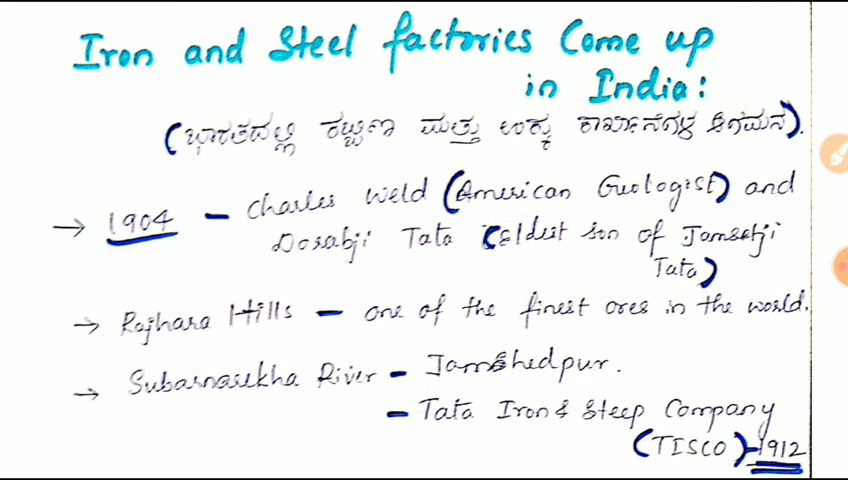 Iron and Steel factories Come up
in India:
(ಭಾರತದಲ್ಲಿ ಕಬ್ಬಿಣ ಮತ್ತು ಉಕ್ಕು ಕಾರ್ಖಾನೆಗಳ ಆಗಮನ).
→ 1904 - Charles Weld (American Geologist) and
Dorabji Tata (eldest son of Jamsetji
Tata)
→ Rajhara Hills - one of the finest ores in the world.
→ Subarnarekha River - Jamshedpur.
- Tata Iron & Steep Company
(TISCO)-1912